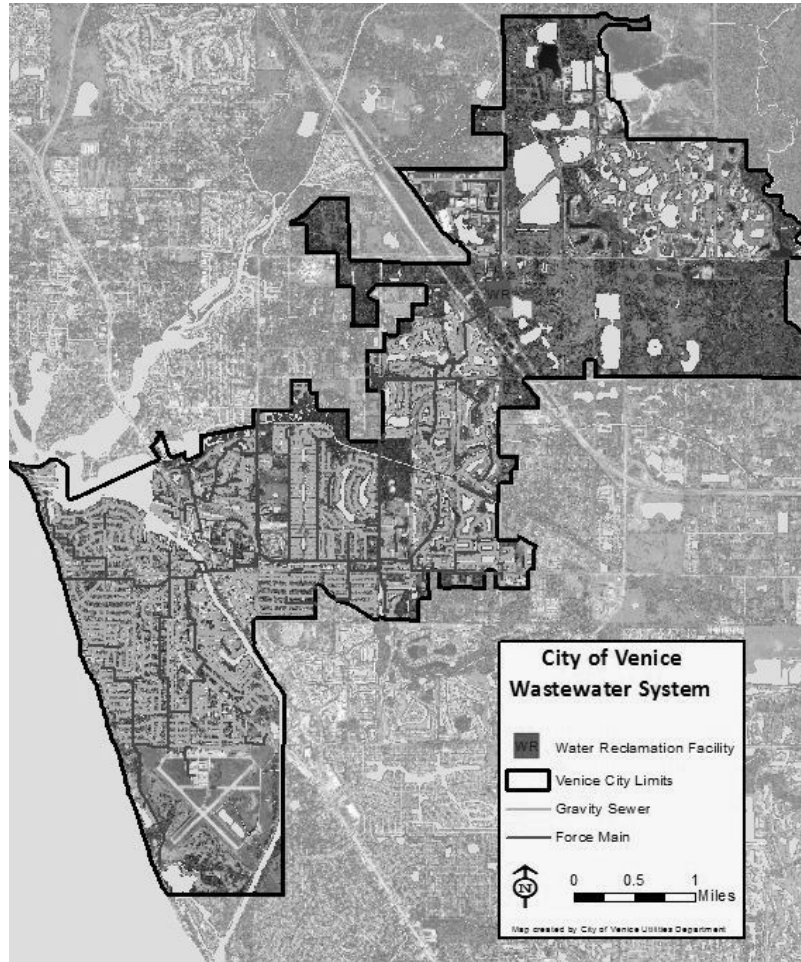 WR
City of Venice
Wastewater System
WR Water Reclamation Facility
Venice City Limits
Gravity Sewer
Force Main
N
0 0.5 1
Miles
Map created by City of Venice Utilities Department